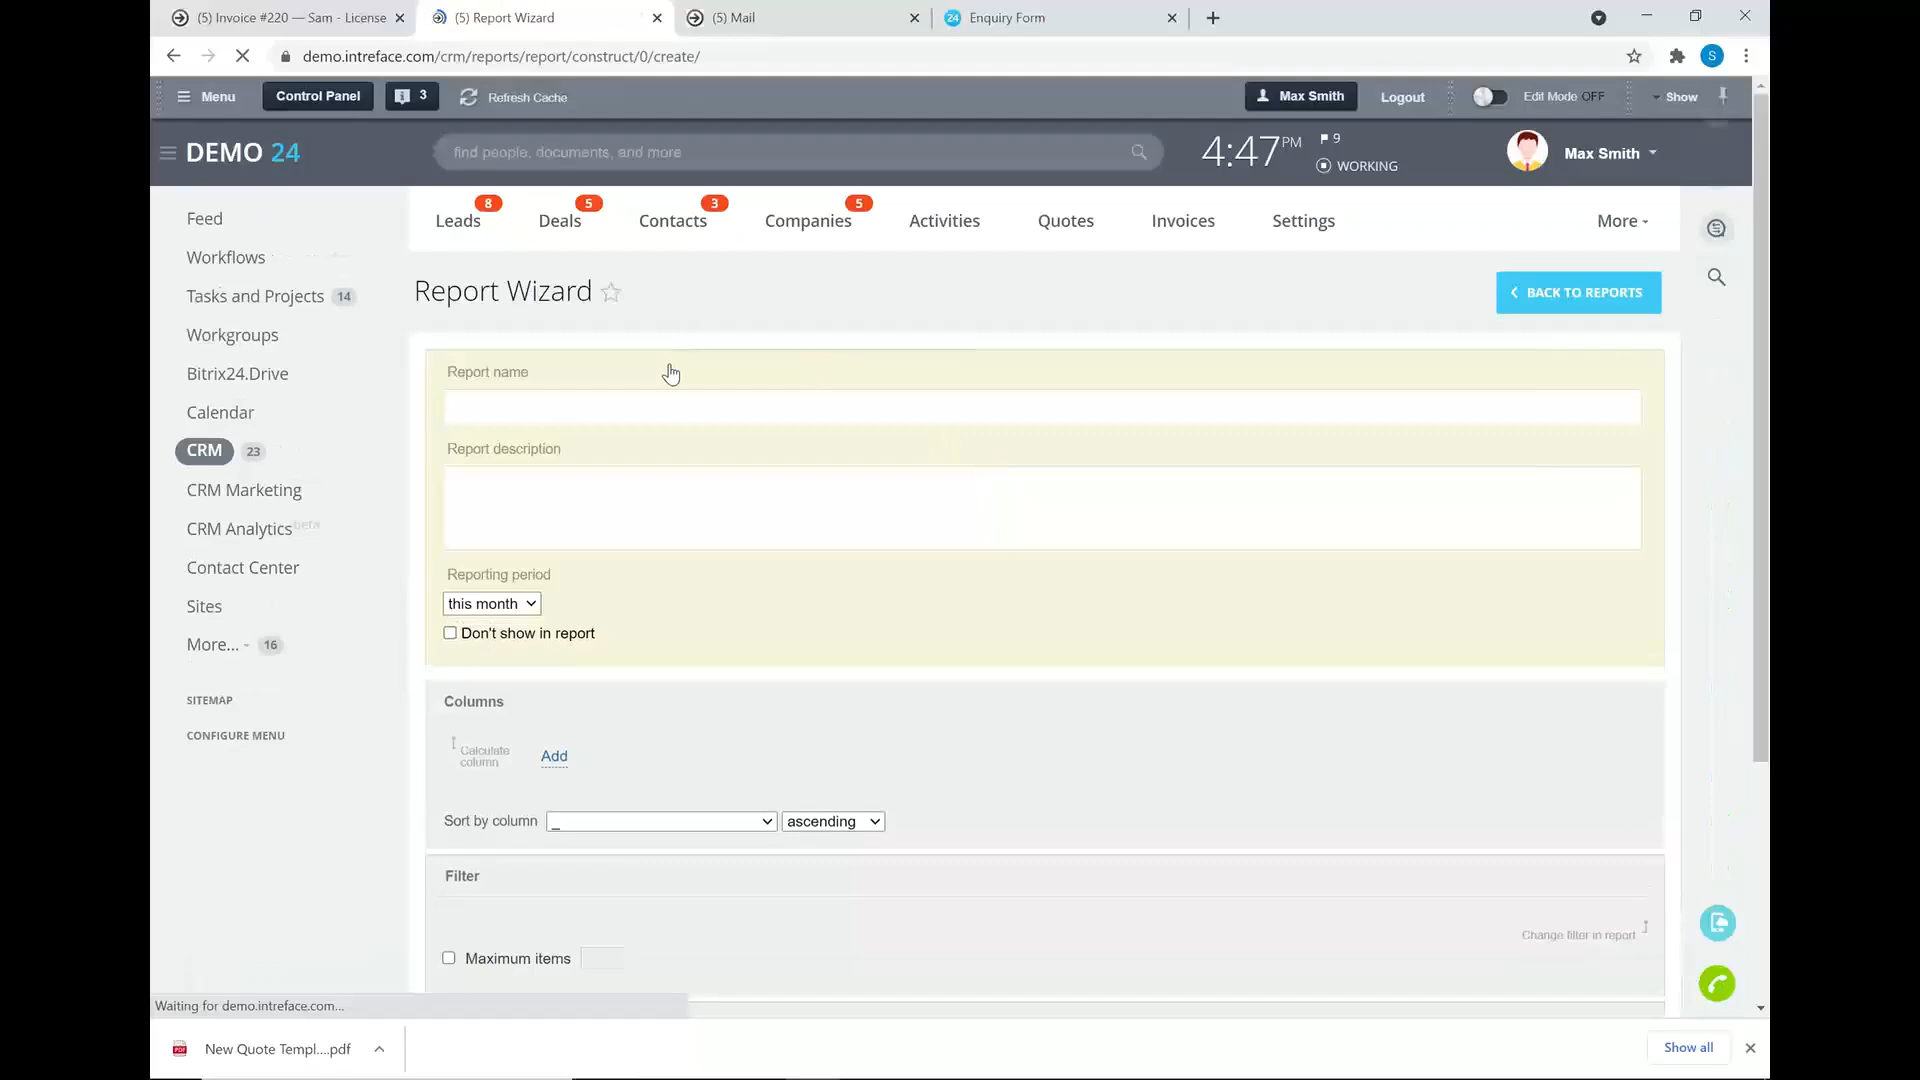 (5) Invoice #220 — Sam - License
(5) Report Wizard
(5) Mail
24 Enquiry Form
demo.intreface.com/crm/reports/report/construct/0/create/
S
Menu
Control Panel
3
Refresh Cache
Max Smith
Logout
Edit Mode OFF
Show
DEMO 24
find people, documents, and more
4:47 PM
9
WORKING
Max Smith
Feed
Workflows
Tasks and Projects 14
Workgroups
Bitrix24.Drive
Calendar
CRM 23
CRM Marketing
CRM Analytics beta
Contact Center
Sites
More... 16
SITEMAP
CONFIGURE MENU
Leads 8
Deals 5
Contacts 3
Companies 5
Activities
Quotes
Invoices
Settings
More
Report Wizard
BACK TO REPORTS
Report name
Report description
Reporting period
this month
Don't show in report
Columns
Calculate
column
Add
Sort by column _ ascending
Filter
Change filter in report
Maximum items
Waiting for demo.intreface.com...
PDF
New Quote Templ....pdf
Show all